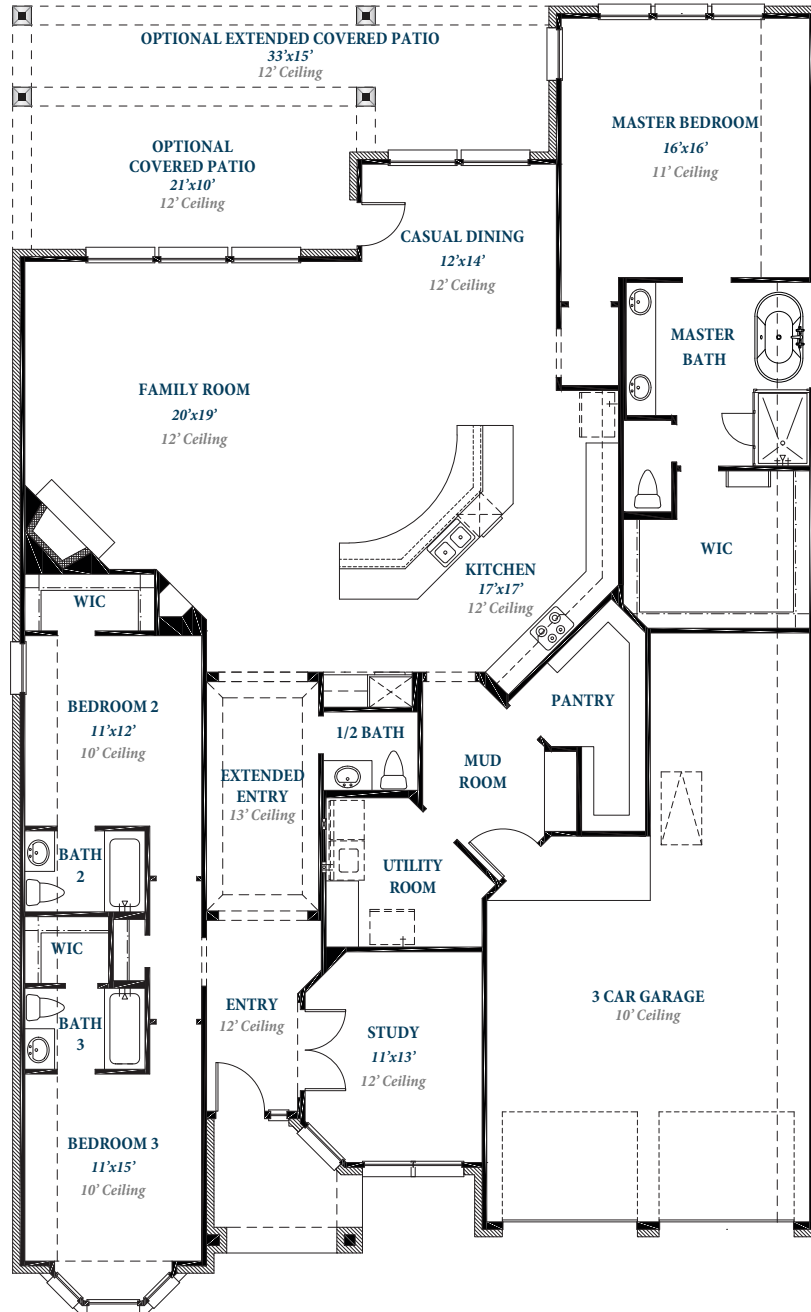 OPTIONAL EXTENDED COVERED PATIO
33’x15’
12’ Ceiling
OPTIONAL
COVERED PATIO
21’x10’
12’ Ceiling
MASTER BEDROOM
16’x16’
11’ Ceiling
CASUAL DINING
12’x14’
12’ Ceiling
MASTER
BATH
FAMILY ROOM
20’x19’
12’ Ceiling
WIC
KITCHEN
17’x17’
12’ Ceiling
WIC
BEDROOM 2
11’x12’
10’ Ceiling
PANTRY
1/2 BATH
MUD
ROOM
EXTENDED
ENTRY
13’ Ceiling
BATH
2
UTILITY
ROOM
WIC
ENTRY
12’ Ceiling
3 CAR GARAGE
10’ Ceiling
BATH
3
STUDY
11’x13’
12’ Ceiling
BEDROOM 3
11’x15’
10’ Ceiling